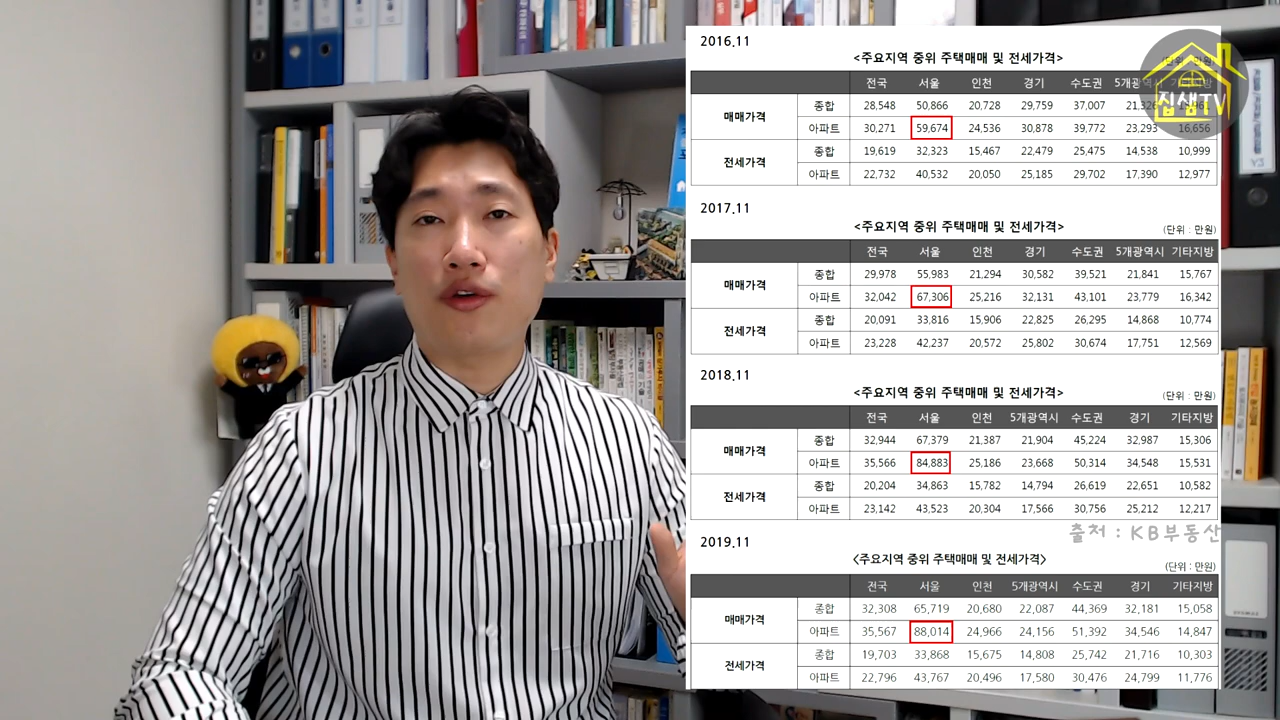 2016.11
<주요지역 중위 주택매매 및 전세가격>
전국 서울 인천 경기 수도권
매매가격 종합 28,548 50,866 20,728 29,759 37,007
아파트 30,271 59,674 24,536 30,878 39,772 23,293 16,656
전세가격 종합 19,619 32,323 15,467 22,479 25,475 14,538 10,999
아파트 22,732 40,532 20,050 25,185 29,702 17,390 12,977
집샘TV
2017.11
<주요지역 중위 주택매매 및 전세가격>
(단위 : 만원)
전국 서울 인천 경기 수도권 5개광역시 기타지방
매매가격 종합 29,978 55,983 21,294 30,582 39,521 21,841 15,767
아파트 32,042 67,306 25,216 32,131 43,101 23,779 16,342
전세가격 종합 20,091 33,816 15,906 22,825 26,295 14,868 10,774
아파트 23,228 42,237 20,572 25,802 30,674 17,751 12,569
2018.11
<주요지역 중위 주택매매 및 전세가격>
(단위 : 만원)
전국 서울 인천 5개광역시 수도권 경기 기타지방
매매가격 종합 32,944 67,379 21,387 21,904 45,224 32,987 15,306
아파트 35,566 84,883 25,186 23,668 50,314 34,548 15,531
전세가격 종합 20,204 34,863 15,782 14,794 26,619 22,651 10,582
아파트 23,142 43,523 20,304 17,566 30,756 25,212 12,217
출처 : KB부동산
2019.11
<주요지역 중위 주택매매 및 전세가격>
(단위 : 만원)
전국 서울 인천 5개광역시 수도권 경기 기타지방
매매가격 종합 32,308 65,719 20,680 22,087 44,369 32,181 15,058
아파트 35,567 88,014 24,966 24,156 51,392 34,546 14,847
전세가격 종합 19,703 33,868 15,675 14,808 25,742 21,716 10,303
아파트 22,796 43,767 20,496 17,580 30,476 24,799 11,776